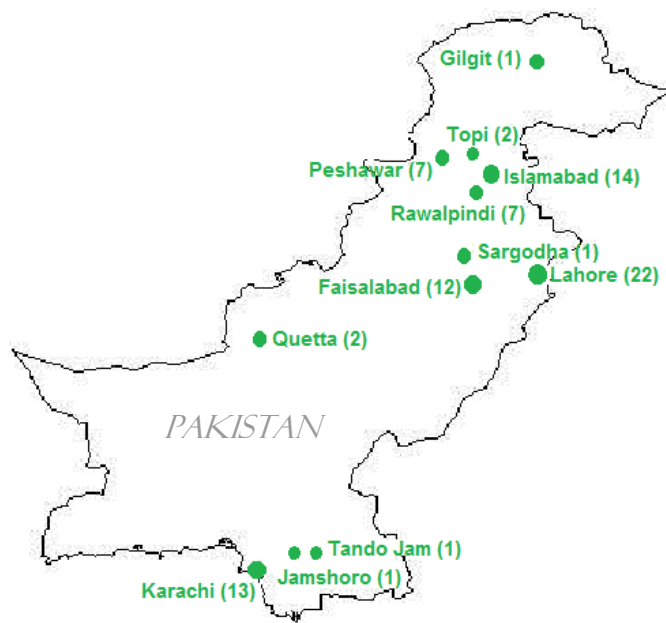 Gilgit (1)
Topi (2)
Peshawar (7)
Islamabad (14)
Rawalpindi (7)
Sargodha (1)
Lahore (22)
Faisalabad (12)
Quetta (2)
PAKISTAN
Tando Jam (1)
Jamshoro (1)
Karachi (13)